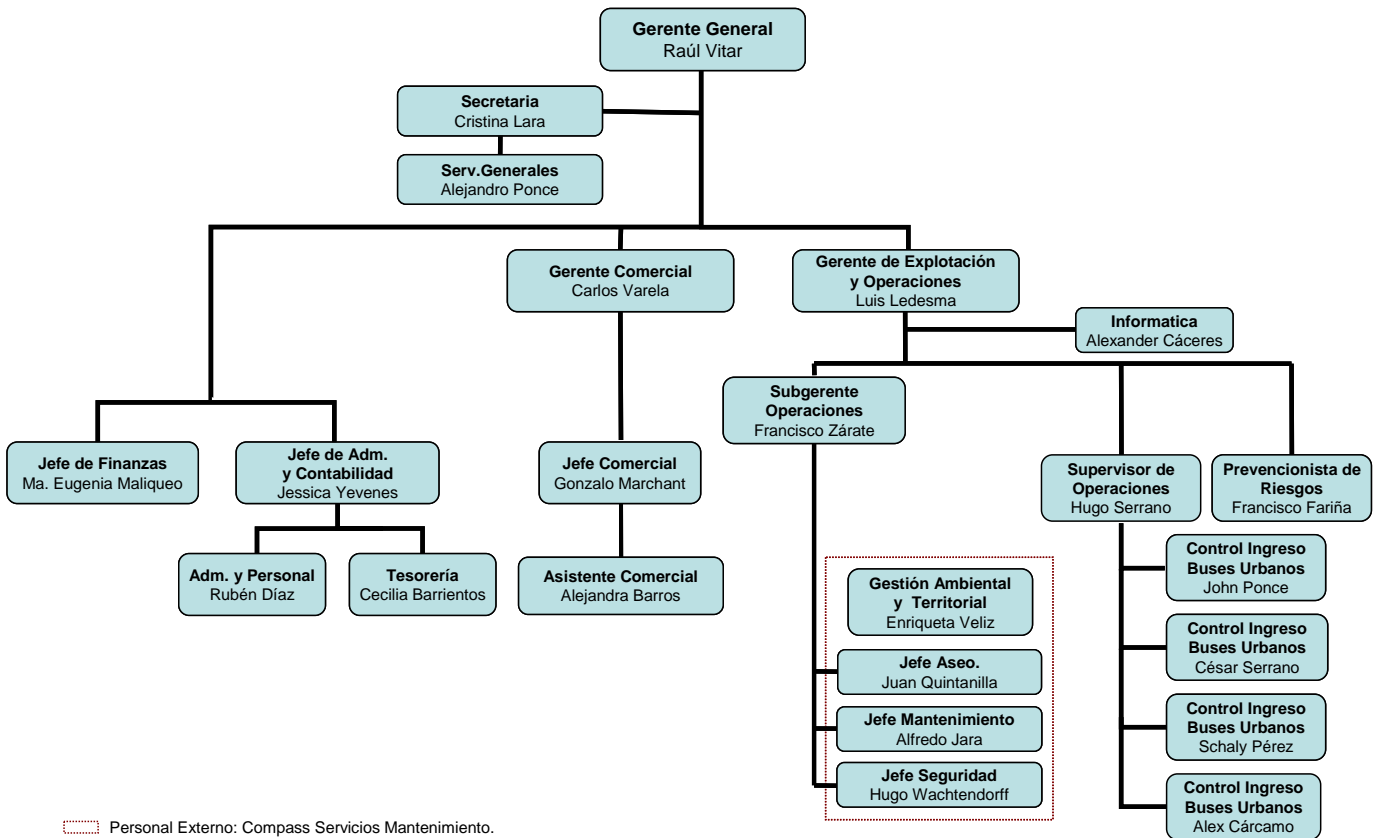 Gerente General
Raúl Vitar
Secretaria
Cristina Lara
Serv.Generales
Alejandro Ponce
Gerente Comercial
Carlos Varela
Gerente de Explotación
y Operaciones
Luis Ledesma
Informatica
Alexander Cáceres
Subgerente
Operaciones
Francisco Zárate
Jefe de Finanzas
Ma. Eugenia Maliqueo
Jefe de Adm.
y Contabilidad
Jessica Yevenes
Jefe Comercial
Gonzalo Marchant
Supervisor de
Operaciones
Hugo Serrano
Prevencionista de
Riesgos
Francisco Fariña
Adm. y Personal
Rubén Díaz
Tesorería
Cecilia Barrientos
Asistente Comercial
Alejandra Barros
Gestión Ambiental
y Territorial
Enriqueta Veliz
Jefe Aseo.
Juan Quintanilla
Jefe Mantenimiento
Alfredo Jara
Jefe Seguridad
Hugo Wachtendorff
Control Ingreso
Buses Urbanos
John Ponce
Control Ingreso
Buses Urbanos
César Serrano
Control Ingreso
Buses Urbanos
Schaly Pérez
Control Ingreso
Buses Urbanos
Alex Cárcamo
Personal Externo: Compass Servicios Mantenimiento.